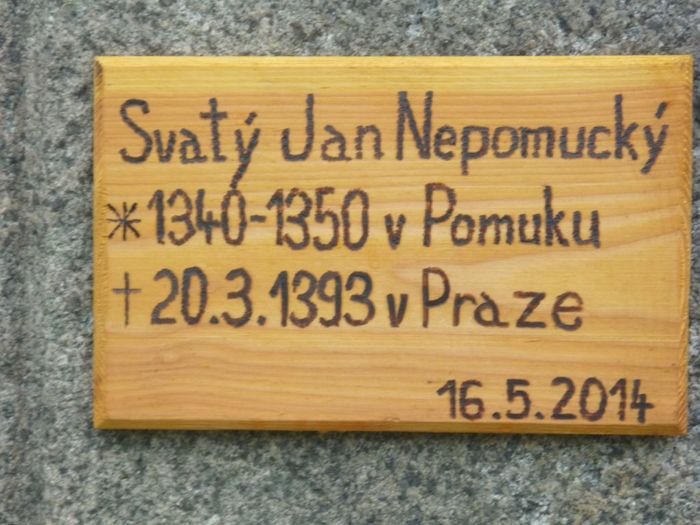 Svatý Jan Nepomucký
* 1340-1350 v Pomuku
† 20.3.1393 v Praze
16.5.2014